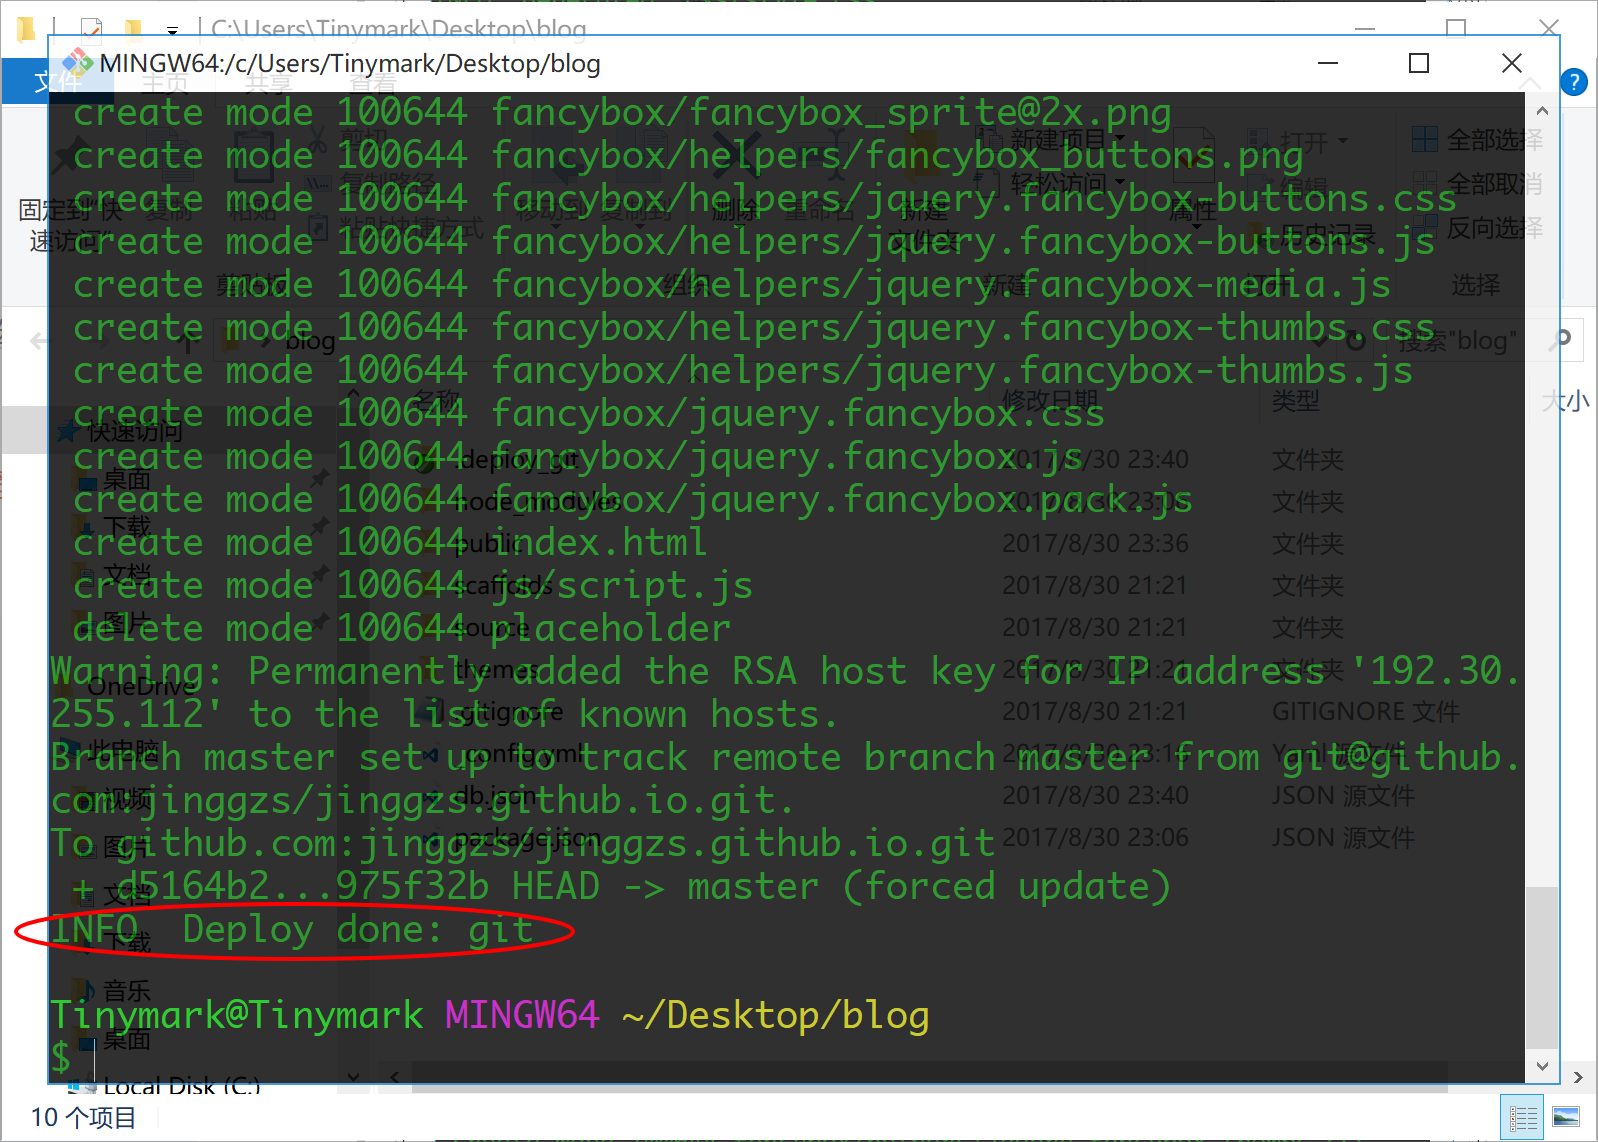 C:\Users\Tinymark\Desktop\blog
MINGW64:/c/Users/Tinymark/Desktop/blog
文件 主页 共享 查看
create mode 100644 fancybox/fancybox_sprite@2x.png
create mode 100644 fancybox/helpers/fancybox_buttons.png
create mode 100644 fancybox/helpers/jquery.fancybox-buttons.css
create mode 100644 fancybox/helpers/jquery.fancybox-buttons.js
create mode 100644 fancybox/helpers/jquery.fancybox-media.js
create mode 100644 fancybox/helpers/jquery.fancybox-thumbs.css
create mode 100644 fancybox/helpers/jquery.fancybox-thumbs.js
create mode 100644 fancybox/jquery.fancybox.css
create mode 100644 fancybox/jquery.fancybox.js
create mode 100644 fancybox/jquery.fancybox.pack.js
create mode 100644 index.html
create mode 100644 js/script.js
delete mode 100644 placeholder
Warning: Permanently added the RSA host key for IP address '192.30.
255.112' to the list of known hosts.
Branch master set up to track remote branch master from git@github.
com:jinggzs/jinggzs.github.io.git.
To github.com:jinggzs/jinggzs.github.io.git
+ d5164b2...975f32b HEAD -> master (forced update)
INFO  Deploy done: git
Tinymark@Tinymark MINGW64 ~/Desktop/blog
$
剪切
复制路径
粘贴快捷方式
固定到"快
速访问"
复制
粘贴
剪贴板
移动到 复制到 删除 重命名
组织
新建
文件夹
新建项目
轻松访问
新建
属性
打开
编辑
历史记录
打开
全部选择
全部取消
反向选择
选择
blog
搜索"blog"
名称 修改日期 类型 大小
快速访问
桌面
下载
文档
图片
OneDrive
此电脑
视频
图片
文档
下载
音乐
桌面
Local Disk (C:)
.deploy_git 2017/8/30 23:40 文件夹
node_modules 2017/8/30 23:06 文件夹
public 2017/8/30 23:36 文件夹
scaffolds 2017/8/30 21:21 文件夹
source 2017/8/30 21:21 文件夹
themes 2017/8/30 21:21 文件夹
.gitignore 2017/8/30 21:21 GITIGNORE 文件
_config.yml 2017/8/30 23:16 Yaml 源文件
db.json 2017/8/30 23:40 JSON 源文件
package.json 2017/8/30 23:06 JSON 源文件
10 个项目